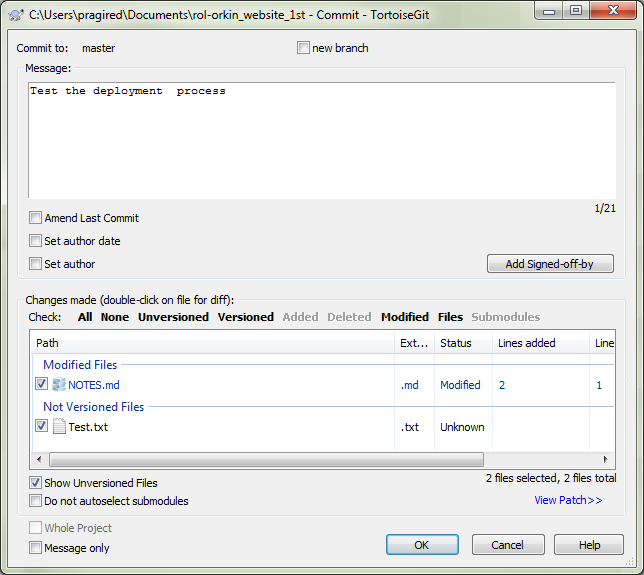 C:\Users\pragired\Documents\rol-orkin_website_1st - Commit - TortoiseGit
Commit to: master new branch
Message:
Test the deployment  process
1/21
Amend Last Commit
Set author date
Set author Add Signed-off-by
Changes made (double-click on file for diff):
Check: All None Unversioned Versioned Added Deleted Modified Files Submodules
Path Ext... Status Lines added Line
Modified Files
NOTES.md .md Modified 2 1
Not Versioned Files
Test.txt .txt Unknown
Show Unversioned Files 2 files selected, 2 files total
Do not autoselect submodules View Patch>>
Whole Project
Message only OK Cancel Help